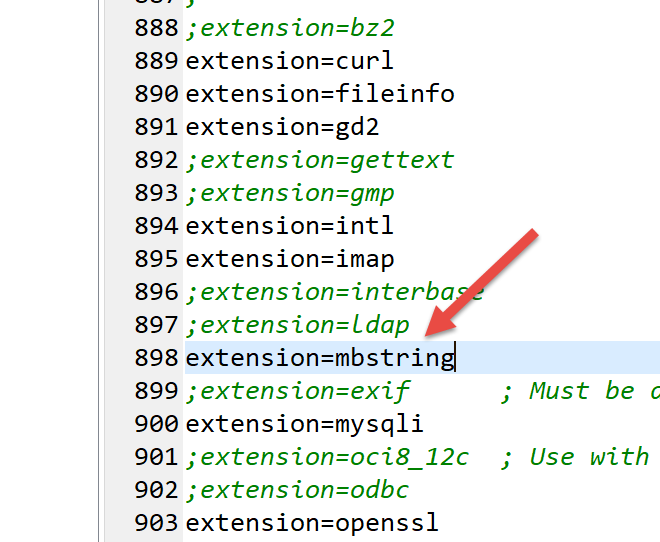 888 ;extension=bz2
889 extension=curl
890 extension=fileinfo
891 extension=gd2
892 ;extension=gettext
893 ;extension=gmp
894 extension=intl
895 extension=imap
896 ;extension=interbase
897 ;extension=ldap
898 extension=mbstring
899 ;extension=exif ; Must be
900 extension=mysqli
901 ;extension=oci8_12c ; Use with
902 ;extension=odbc
903 extension=openssl